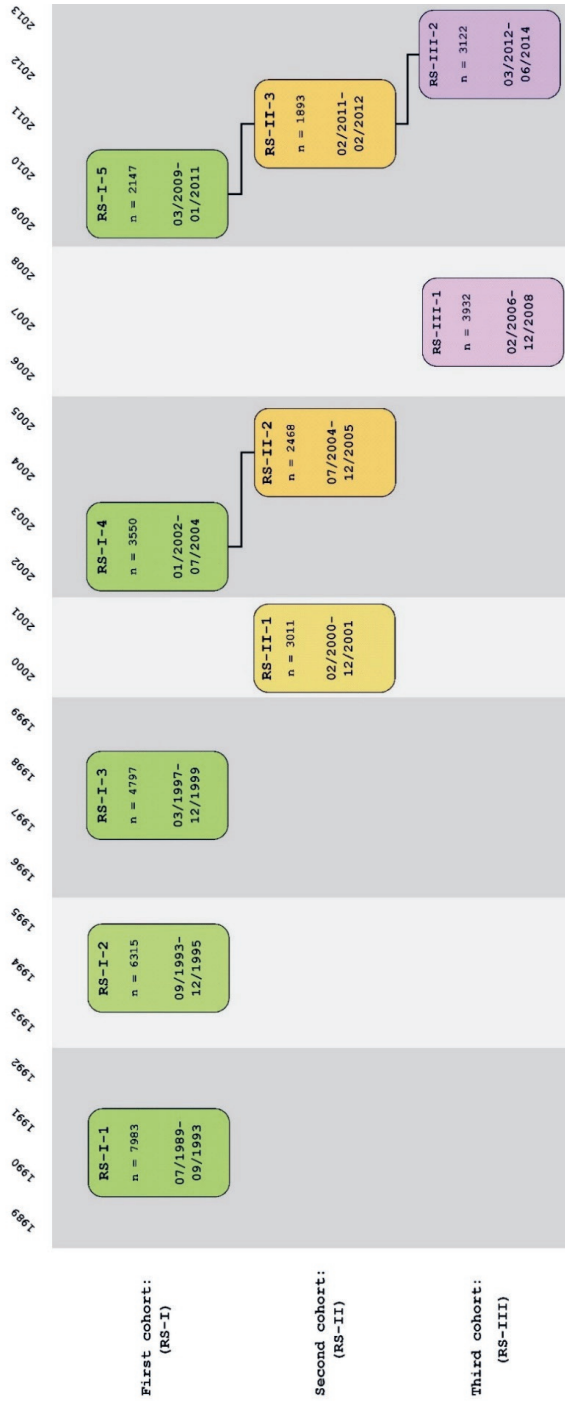 1989
1990
1991
1992
1993
1994
1995
1996
1997
1998
1999
2000
2001
2002
2003
2004
2005
2006
2007
2008
2009
2010
2011
2012
2013
First cohort:
(RS-I)
RS-I-1
n = 7983
07/1989-
09/1993
RS-I-2
n = 6315
09/1993-
12/1995
RS-I-3
n = 4797
03/1997-
12/1999
RS-I-4
n = 3550
01/2002-
07/2004
RS-I-5
n = 2147
03/2009-
01/2011
Second cohort:
(RS-II)
RS-II-1
n = 3011
02/2000-
12/2001
RS-II-2
n = 2468
07/2004-
12/2005
RS-II-3
n = 1893
02/2011-
02/2012
Third cohort:
(RS-III)
RS-III-1
n = 3932
02/2006-
12/2008
RS-III-2
n = 3122
03/2012-
06/2014